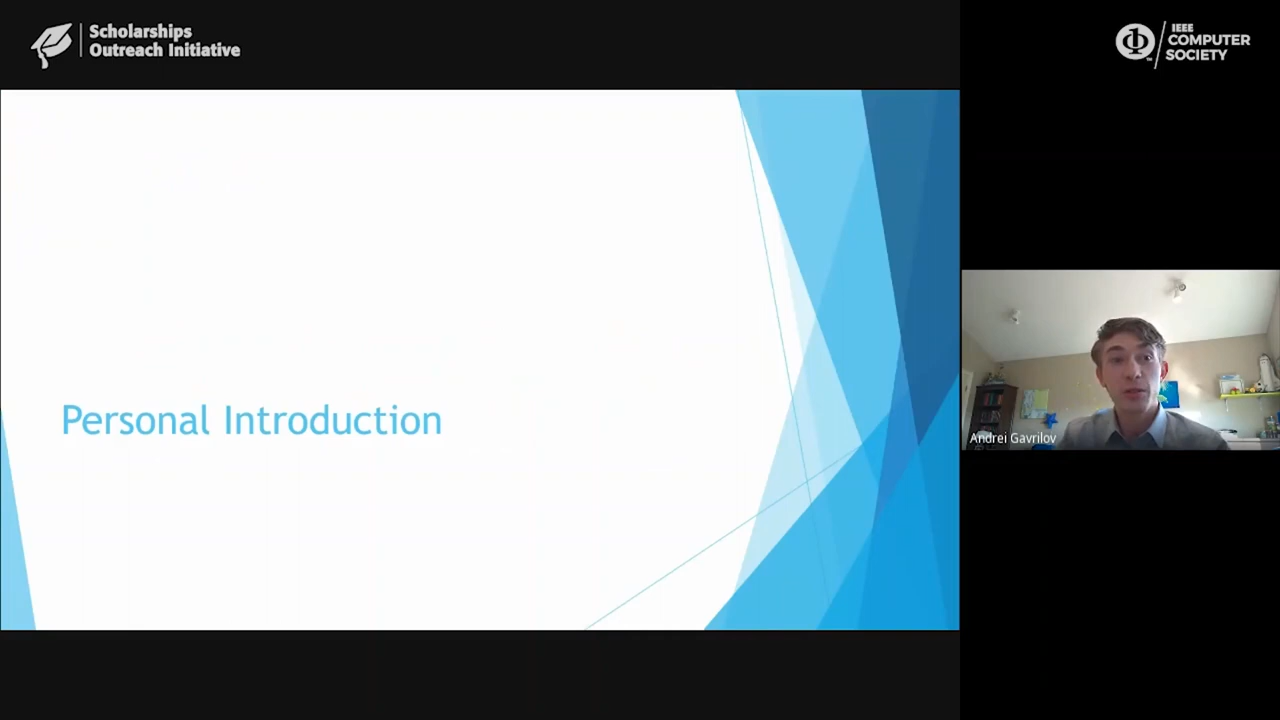 Scholarships
Outreach Initiative
IEEE
COMPUTER
SOCIETY
Personal Introduction
Andrei Gavrilov